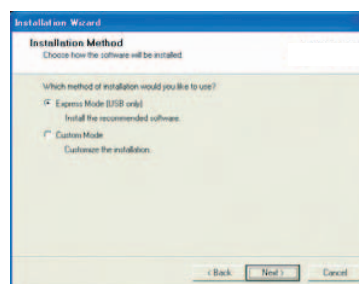 Installation Wizard
Installation Method
Choose how the software will be installed.
Which method of installation would you like to use?
Express Mode (USB only)
Install the recommended software.
Custom Mode
Customize the installation.
< Back Next > Cancel